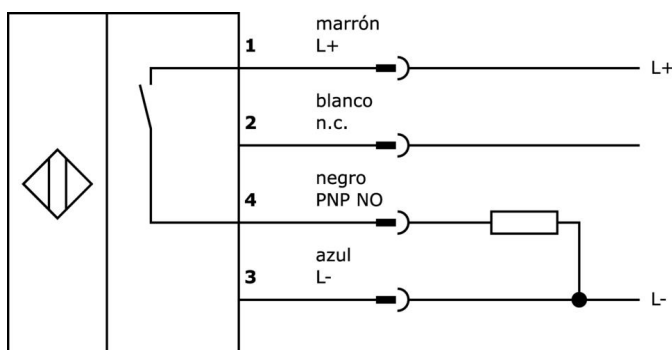 marrón
1 L+
L+
blanco
2 n.c.
negro
4 PNP NO
azul
3 L-
L-